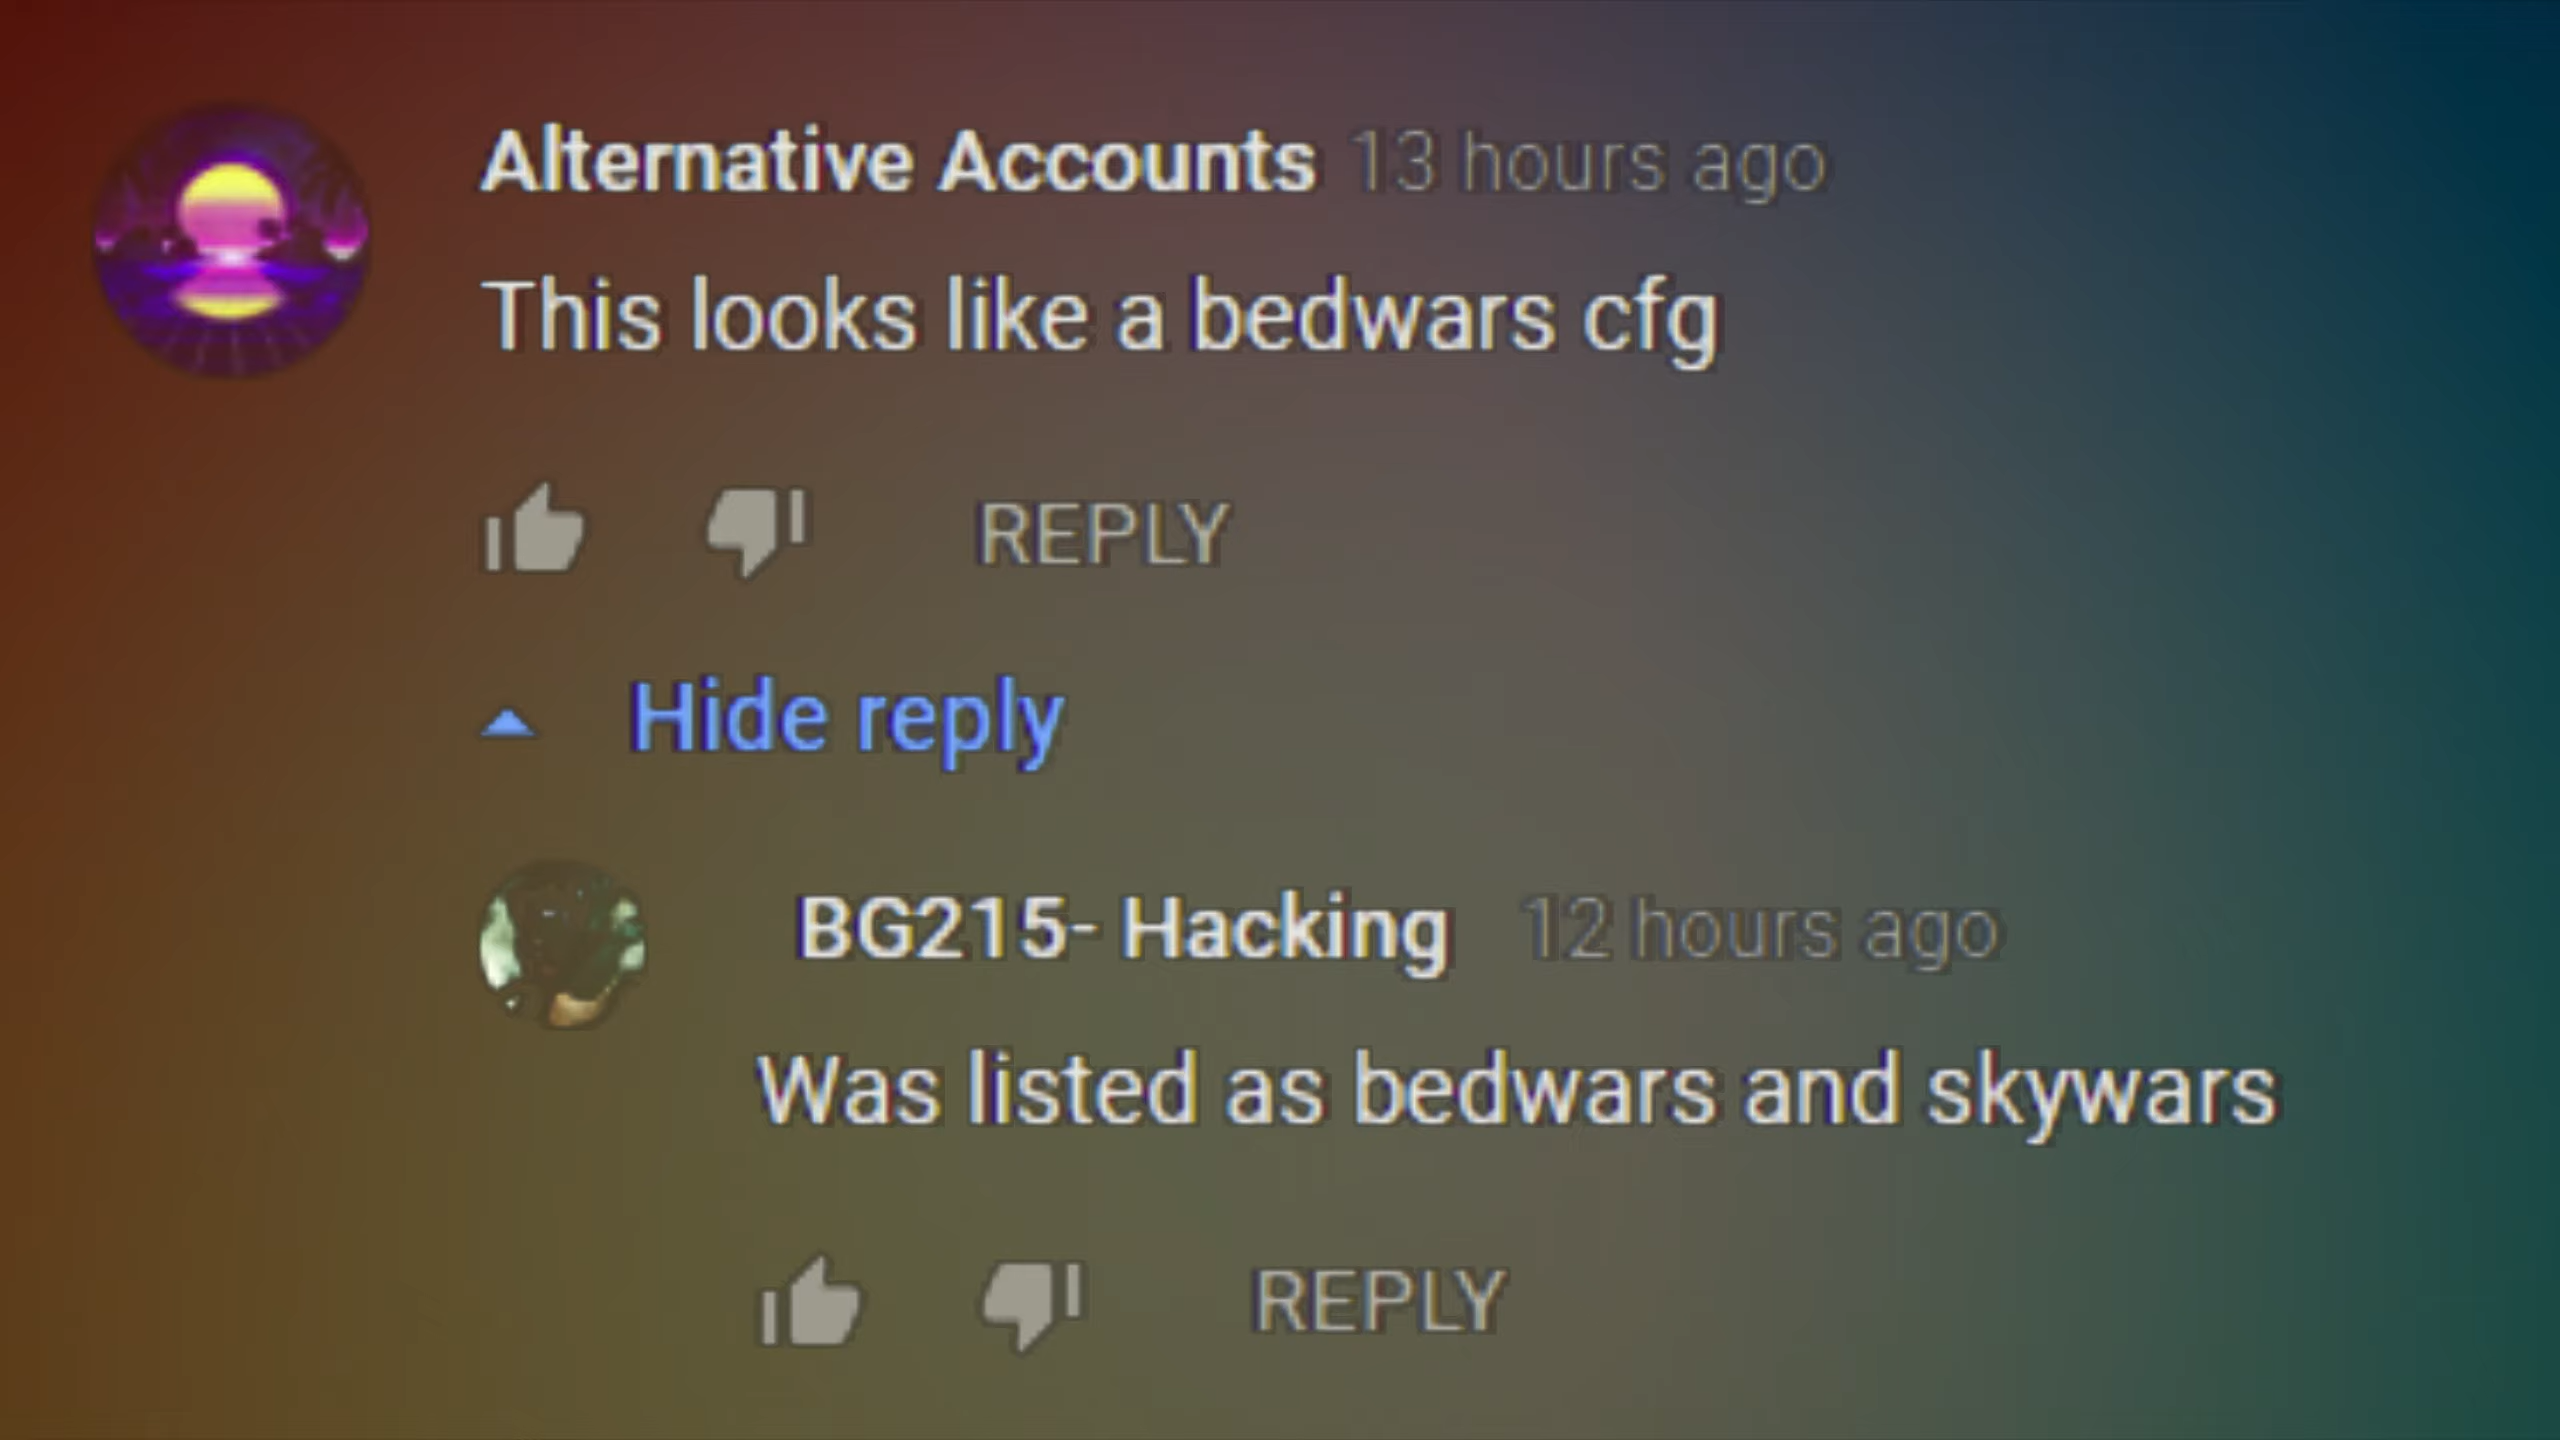 Alternative Accounts 13 hours ago
This looks like a bedwars cfg
REPLY
Hide reply
BG215- Hacking 12 hours ago
Was listed as bedwars and skywars
REPLY